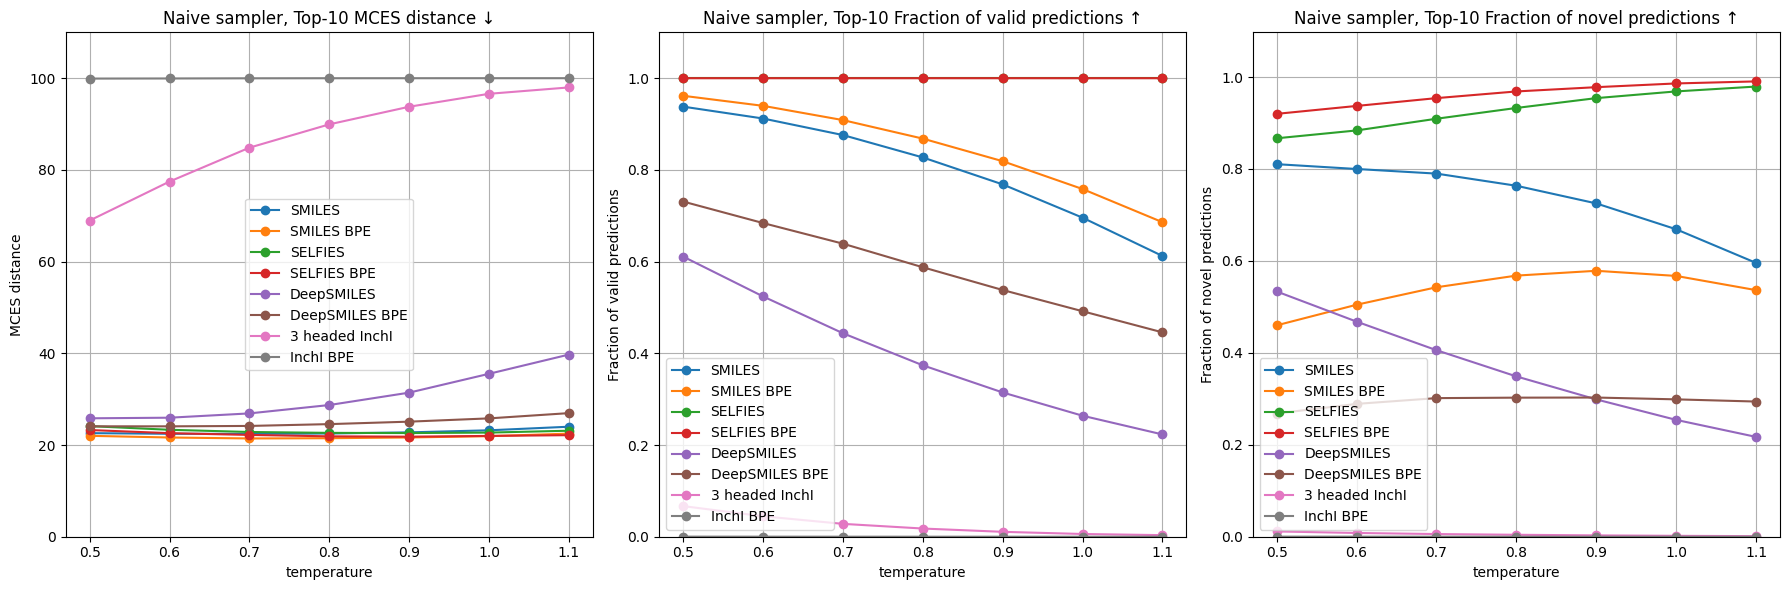 Naive sampler, Top-10 MCES distance ↓
MCES distance
100
80
60
40
20
0
SMILES
SMILES BPE
SELFIES
SELFIES BPE
DeepSMILES
DeepSMILES BPE
3 headed InchI
InchI BPE
0.5 0.6 0.7 0.8 0.9 1.0 1.1
temperature
Naive sampler, Top-10 Fraction of valid predictions ↑
Fraction of valid predictions
1.0
0.8
0.6
0.4
0.2
0.0
SMILES
SMILES BPE
SELFIES
SELFIES BPE
DeepSMILES
DeepSMILES BPE
3 headed InchI
InchI BPE
0.5 0.6 0.7 0.8 0.9 1.0 1.1
temperature
Naive sampler, Top-10 Fraction of novel predictions ↑
Fraction of novel predictions
1.0
0.8
0.6
0.4
0.2
0.0
SMILES
SMILES BPE
SELFIES
SELFIES BPE
DeepSMILES
DeepSMILES BPE
3 headed InchI
InchI BPE
0.5 0.6 0.7 0.8 0.9 1.0 1.1
temperature